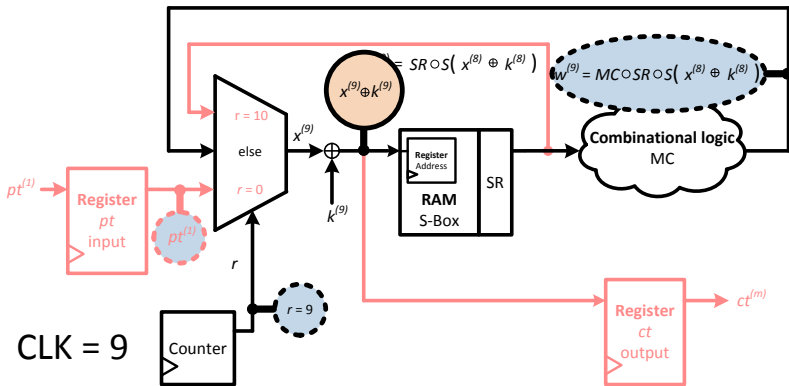 = SR○S( x(8) ⊕ k(8))
w(9) = MC○SR○S( x(8) ⊕ k(8))
x(9)⊕k(9)
r = 10
x(9)
else
Register
Address
Combinational logic
MC
SR
RAM
S-Box
r = 0
pt(1)
Register
pt
input
pt(1)
k(9)
r
r = 9
Register
ct
output
ct(m)
CLK = 9
Counter